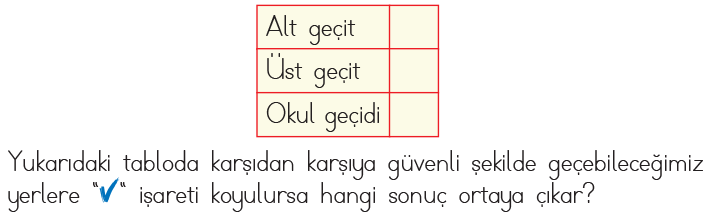 Alt geçit
Üst geçit
Okul geçidi
Yukarıdaki tabloda karşıdan karşıya güvenli şekilde geçebileceğimiz
yerlere “✓“ işareti koyulursa hangi sonuç ortaya çıkar?